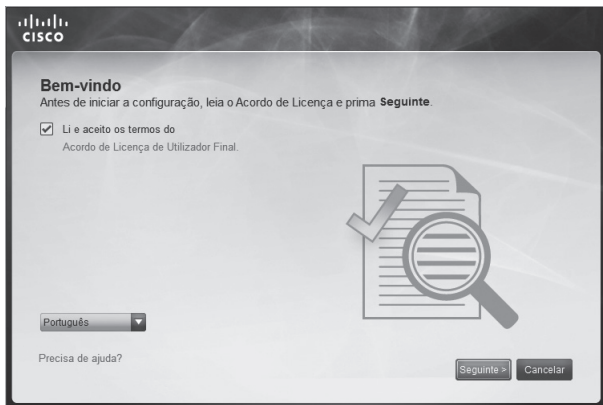 CISCO
Bem-vindo
Antes de iniciar a configuração, leia o Acordo de Licença e prima Seguinte.
Li e aceito os termos do
Acordo de Licença de Utilizador Final.
Português
Precisa de ajuda?
Seguinte >
Cancelar